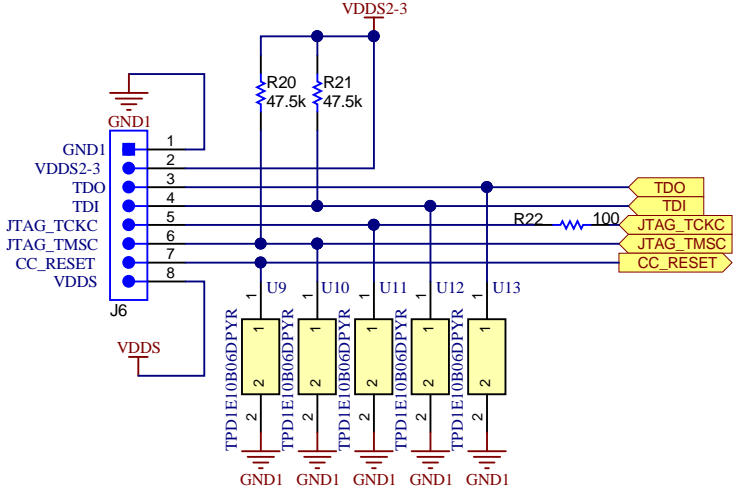 VDDS2-3
R20
47.5k
R21
47.5k
GND1
GND1
1
VDDS2-3
2
TDO
3
TDO
TDI
4
TDI
JTAG_TCKC
5
R22
100
JTAG_TCKC
JTAG_TMSC
6
JTAG_TMSC
CC_RESET
7
CC_RESET
VDDS
8
J6
VDDS
1
U9
1
U10
1
U11
1
U12
1
U13
TPD1E10B06DPYR
1
2
TPD1E10B06DPYR
1
2
TPD1E10B06DPYR
1
2
TPD1E10B06DPYR
1
2
TPD1E10B06DPYR
1
2
2
2
2
2
2
GND1
GND1
GND1
GND1
GND1